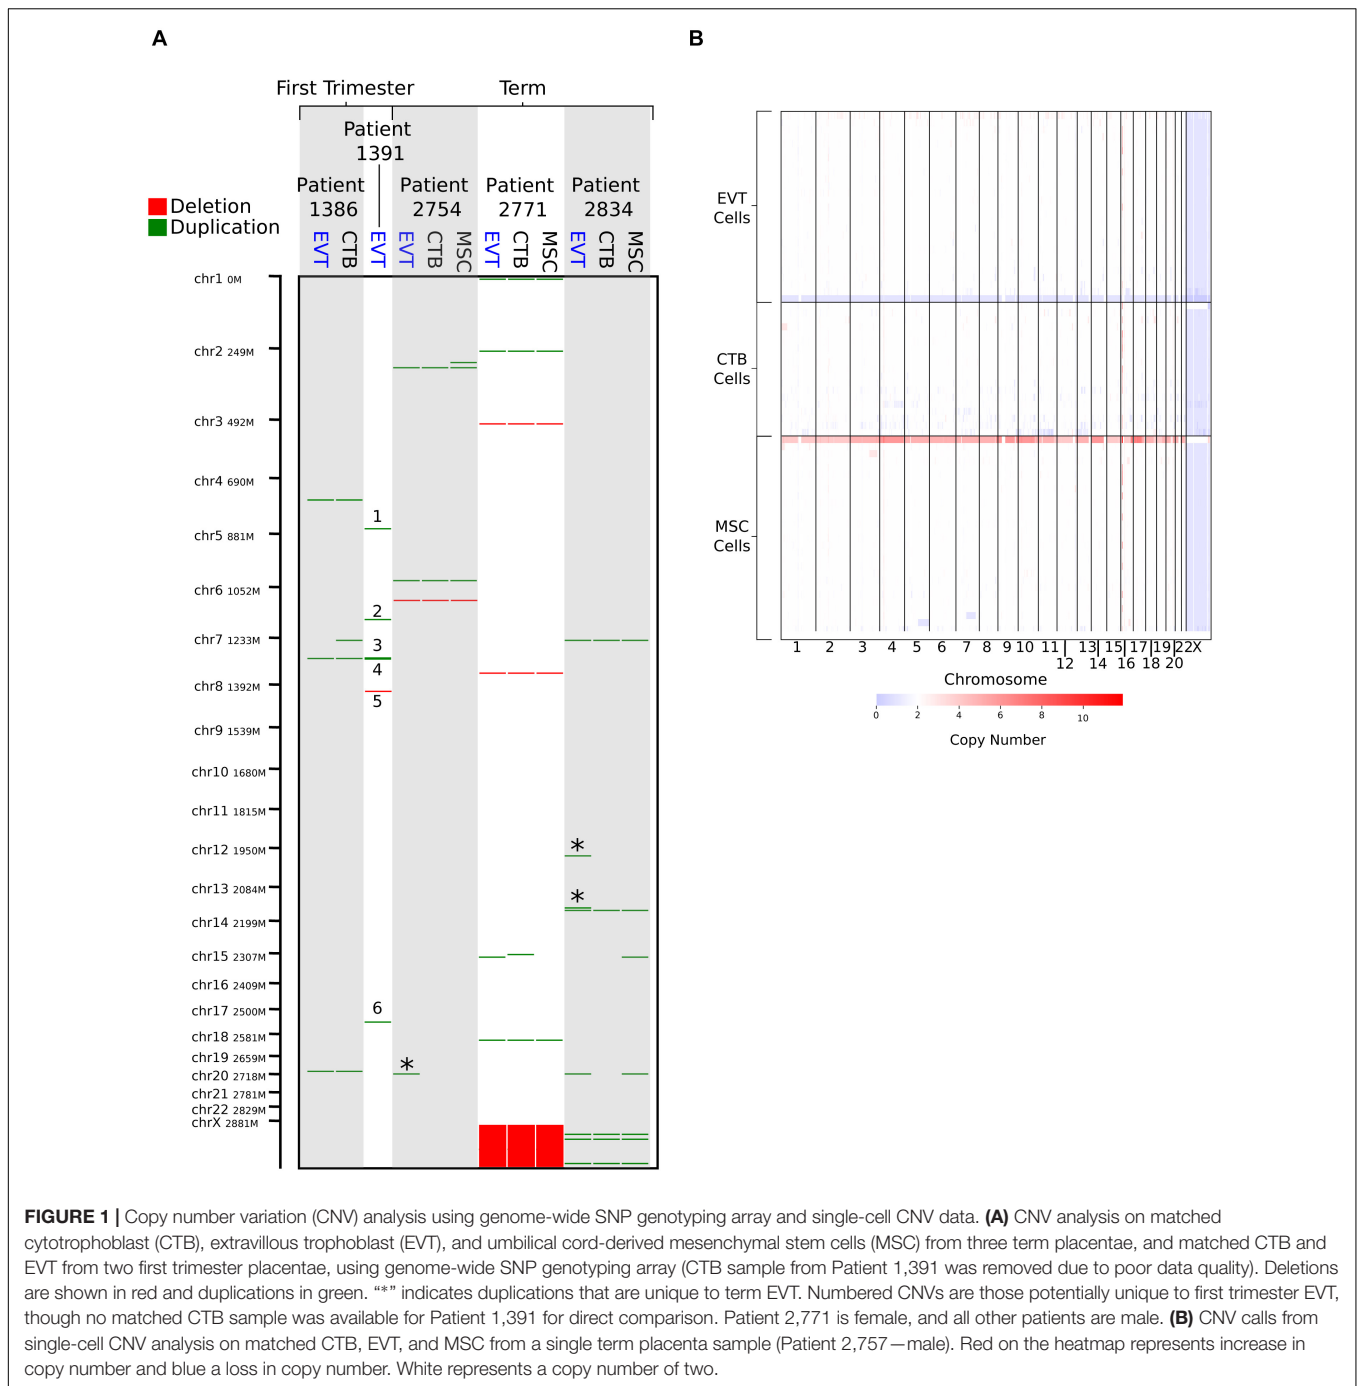 A
First Trimester
Term
Patient
1391
Patient
1386
Patient
2754
Patient
2771
Patient
2834
Deletion
Duplication
EVT
CTB
EVT
EVT
CTB
MSC
EVT
CTB
MSC
EVT
CTB
MSC
chr1 0M
chr2 249M
chr3 492M
chr4 690M
1
chr5 881M
chr6 1052M
2
chr7 1233M
3
4
chr8 1392M
5
chr9 1539M
chr10 1680M
chr11 1815M
*
chr12 1950M
chr13 2084M
*
chr14 2199M
chr15 2307M
chr16 2409M
6
chr17 2500M
chr18 2581M
chr19 2659M
*
chr20 2718M
chr21 2781M
chr22 2829M
chrX 2881M
B
EVT
Cells
CTB
Cells
MSC
Cells
1 2 3 4 5 6 7 8 9 10 11 13 15 17 19 22X
12 14 16 18 20
Chromosome
0 2 4 6 8 10
Copy Number
FIGURE 1 | Copy number variation (CNV) analysis using genome-wide SNP genotyping array and single-cell CNV data. (A) CNV analysis on matched
cytotrophoblast (CTB), extravillous trophoblast (EVT), and umbilical cord-derived mesenchymal stem cells (MSC) from three term placentae, and matched CTB and
EVT from two first trimester placentae, using genome-wide SNP genotyping array (CTB sample from Patient 1,391 was removed due to poor data quality). Deletions
are shown in red and duplications in green. “*” indicates duplications that are unique to term EVT. Numbered CNVs are those potentially unique to first trimester EVT,
though no matched CTB sample was available for Patient 1,391 for direct comparison. Patient 2,771 is female, and all other patients are male. (B) CNV calls from
single-cell CNV analysis on matched CTB, EVT, and MSC from a single term placenta sample (Patient 2,757—male). Red on the heatmap represents increase in
copy number and blue a loss in copy number. White represents a copy number of two.